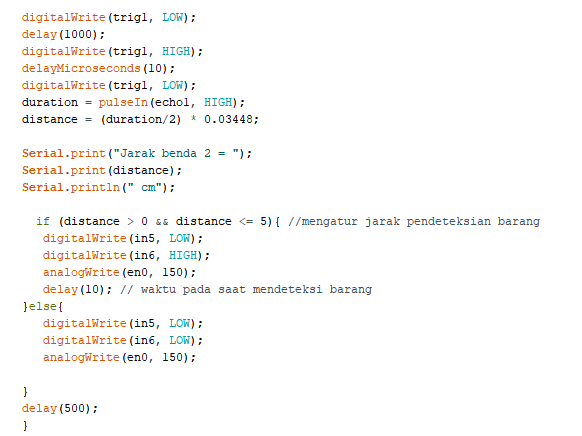 digitalWrite(trig1, LOW);
delay(1000);
digitalWrite(trig1, HIGH);
delayMicroseconds(10);
digitalWrite(trig1, LOW);
duration = pulseIn(echo1, HIGH);
distance = (duration/2) * 0.03448;
Serial.print("Jarak benda 2 = ");
Serial.print(distance);
Serial.println(" cm");
if (distance > 0 && distance <= 5){ //mengatur jarak pendeteksian barang
digitalWrite(in5, LOW);
digitalWrite(in6, HIGH);
analogWrite(en0, 150);
delay(10); // waktu pada saat mendeteksi barang
}else{
digitalWrite(in5, LOW);
digitalWrite(in6, LOW);
analogWrite(en0, 150);
}
delay(500);
}